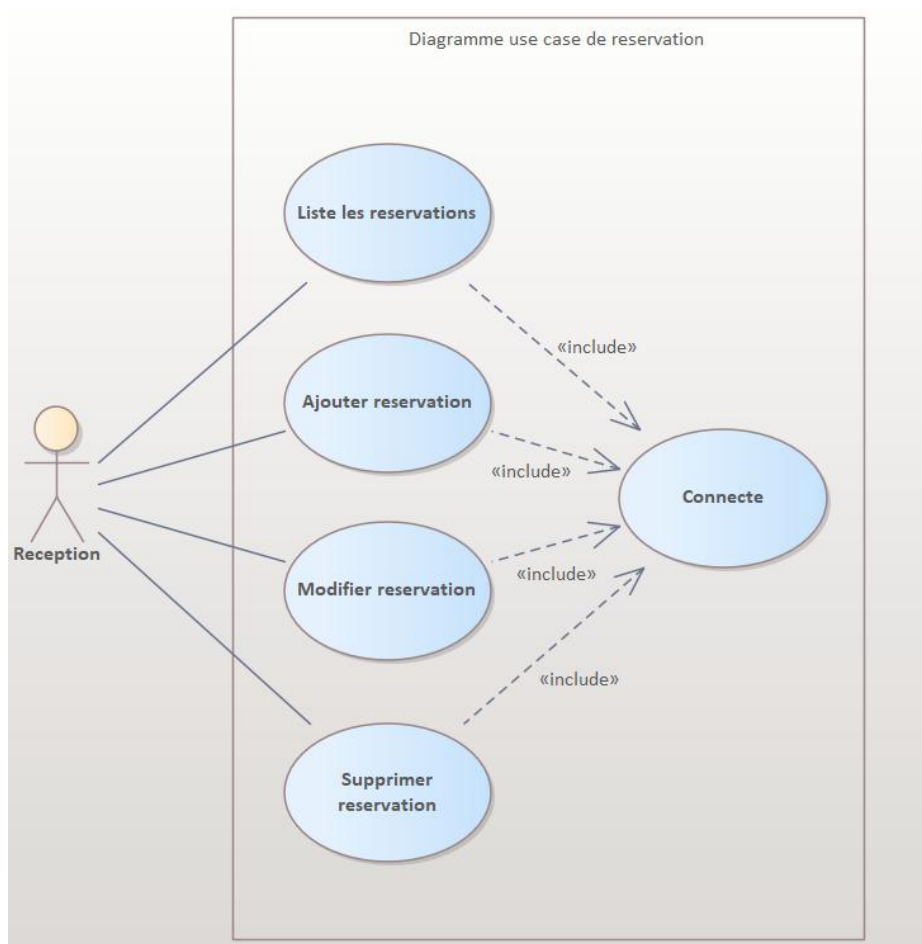 Diagramme use case de reservation
Liste les reservations
«include»
Ajouter reservation
«include»
Connecte
Reception
Modifier reservation
«include»
«include»
Supprimer
reservation